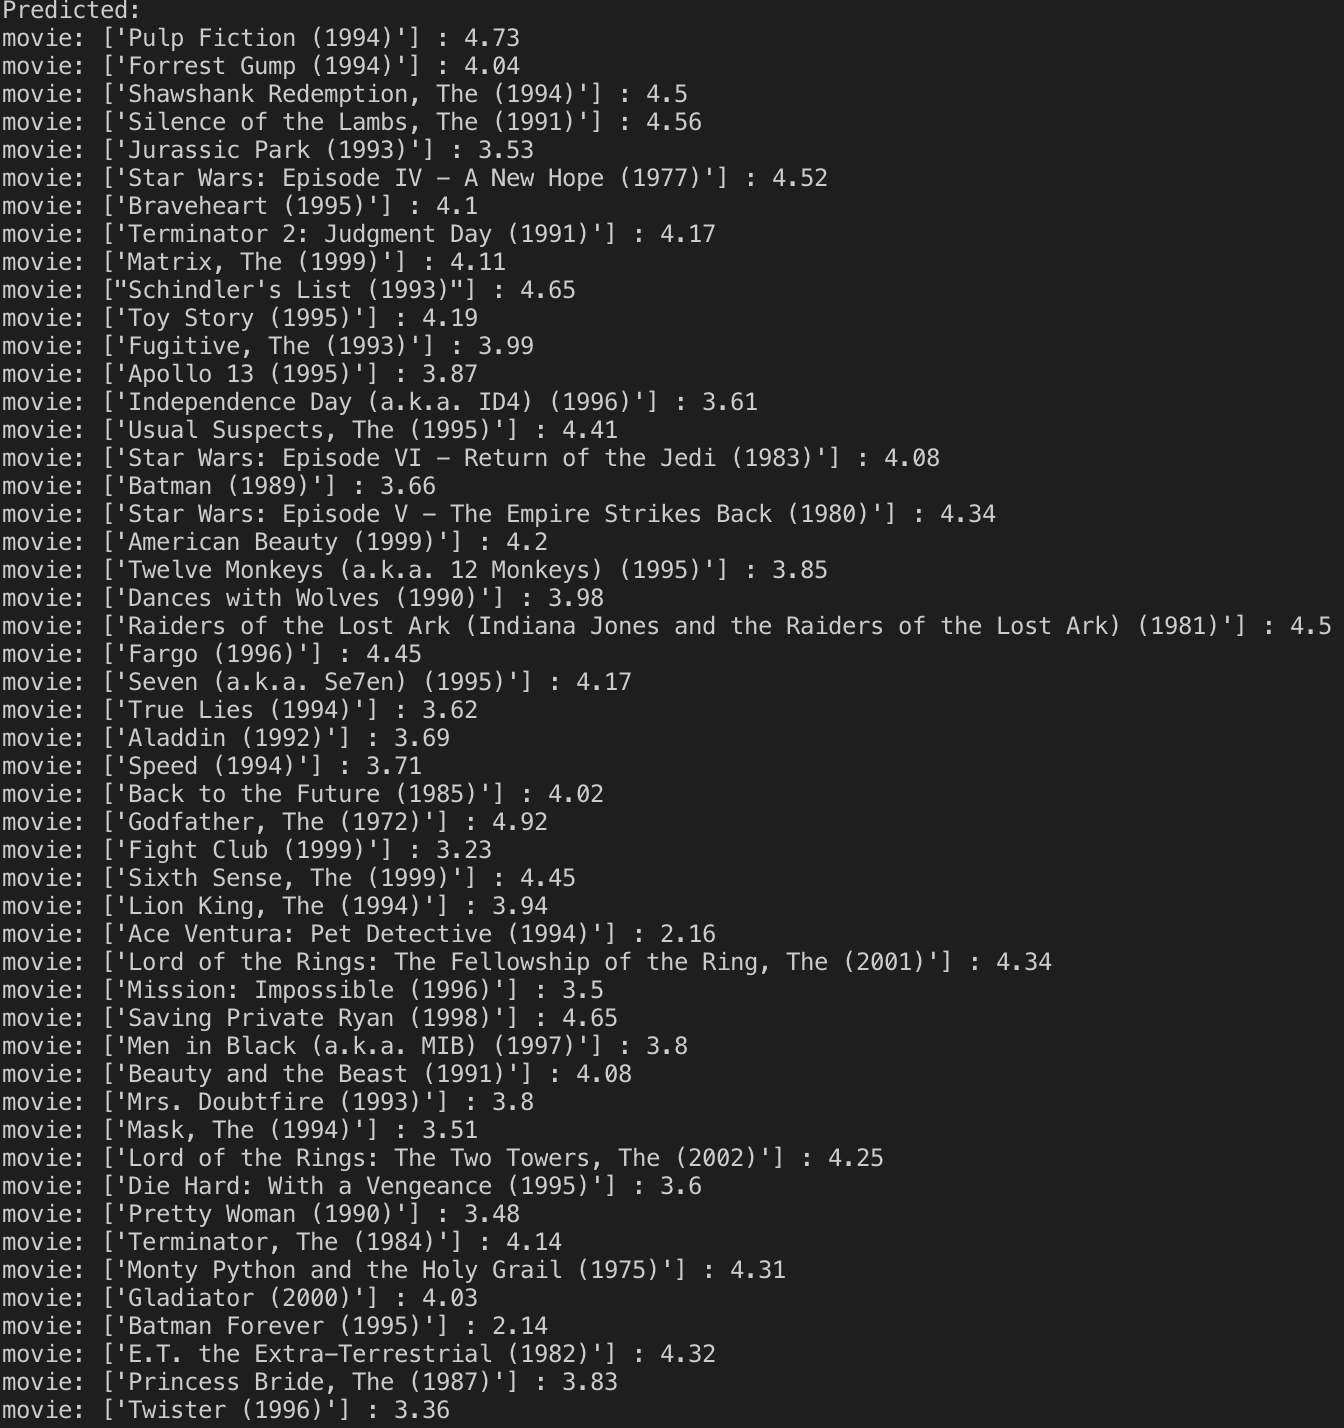 Predicted:
movie: ['Pulp Fiction (1994)'] : 4.73
movie: ['Forrest Gump (1994)'] : 4.04
movie: ['Shawshank Redemption, The (1994)'] : 4.5
movie: ['Silence of the Lambs, The (1991)'] : 4.56
movie: ['Jurassic Park (1993)'] : 3.53
movie: ['Star Wars: Episode IV - A New Hope (1977)'] : 4.52
movie: ['Braveheart (1995)'] : 4.1
movie: ['Terminator 2: Judgment Day (1991)'] : 4.17
movie: ['Matrix, The (1999)'] : 4.11
movie: ["Schindler's List (1993)"] : 4.65
movie: ['Toy Story (1995)'] : 4.19
movie: ['Fugitive, The (1993)'] : 3.99
movie: ['Apollo 13 (1995)'] : 3.87
movie: ['Independence Day (a.k.a. ID4) (1996)'] : 3.61
movie: ['Usual Suspects, The (1995)'] : 4.41
movie: ['Star Wars: Episode VI - Return of the Jedi (1983)'] : 4.08
movie: ['Batman (1989)'] : 3.66
movie: ['Star Wars: Episode V - The Empire Strikes Back (1980)'] : 4.34
movie: ['American Beauty (1999)'] : 4.2
movie: ['Twelve Monkeys (a.k.a. 12 Monkeys) (1995)'] : 3.85
movie: ['Dances with Wolves (1990)'] : 3.98
movie: ['Raiders of the Lost Ark (Indiana Jones and the Raiders of the Lost Ark) (1981)'] : 4.5
movie: ['Fargo (1996)'] : 4.45
movie: ['Seven (a.k.a. Se7en) (1995)'] : 4.17
movie: ['True Lies (1994)'] : 3.62
movie: ['Aladdin (1992)'] : 3.69
movie: ['Speed (1994)'] : 3.71
movie: ['Back to the Future (1985)'] : 4.02
movie: ['Godfather, The (1972)'] : 4.92
movie: ['Fight Club (1999)'] : 3.23
movie: ['Sixth Sense, The (1999)'] : 4.45
movie: ['Lion King, The (1994)'] : 3.94
movie: ['Ace Ventura: Pet Detective (1994)'] : 2.16
movie: ['Lord of the Rings: The Fellowship of the Ring, The (2001)'] : 4.34
movie: ['Mission: Impossible (1996)'] : 3.5
movie: ['Saving Private Ryan (1998)'] : 4.65
movie: ['Men in Black (a.k.a. MIB) (1997)'] : 3.8
movie: ['Beauty and the Beast (1991)'] : 4.08
movie: ['Mrs. Doubtfire (1993)'] : 3.8
movie: ['Mask, The (1994)'] : 3.51
movie: ['Lord of the Rings: The Two Towers, The (2002)'] : 4.25
movie: ['Die Hard: With a Vengeance (1995)'] : 3.6
movie: ['Pretty Woman (1990)'] : 3.48
movie: ['Terminator, The (1984)'] : 4.14
movie: ['Monty Python and the Holy Grail (1975)'] : 4.31
movie: ['Gladiator (2000)'] : 4.03
movie: ['Batman Forever (1995)'] : 2.14
movie: ['E.T. the Extra-Terrestrial (1982)'] : 4.32
movie: ['Princess Bride, The (1987)'] : 3.83
movie: ['Twister (1996)'] : 3.36